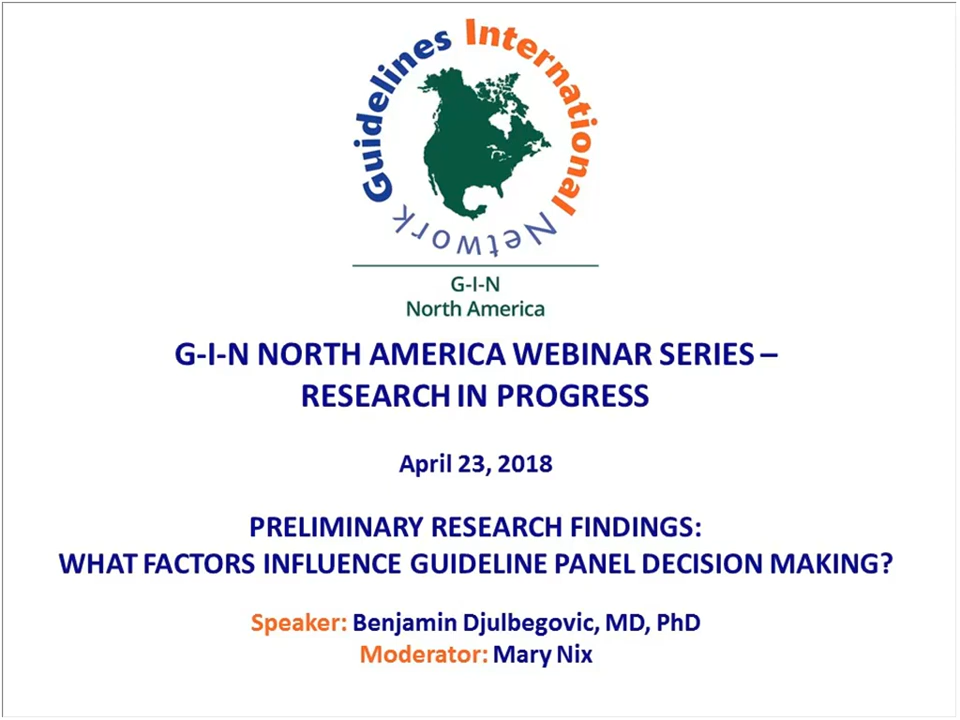 Guidelines International Network
G-I-N
North America
G-I-N NORTH AMERICA WEBINAR SERIES –
RESEARCH IN PROGRESS
April 23, 2018
PRELIMINARY RESEARCH FINDINGS:
WHAT FACTORS INFLUENCE GUIDELINE PANEL DECISION MAKING?
Speaker: Benjamin Djulbegovic, MD, PhD
Moderator: Mary Nix